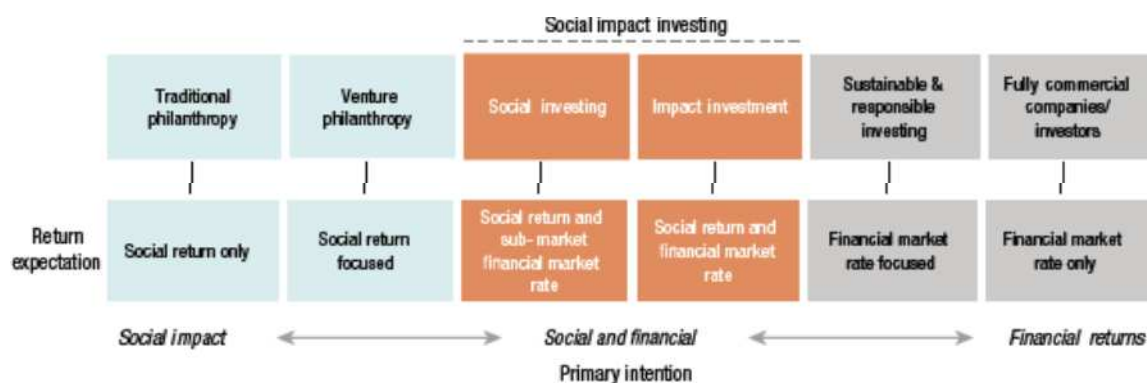 Social impact investing
Traditional
philanthropy
Venture
philanthropy
Social investing
Impact investment
Sustainable &
responsible
investing
Fully commercial
companies/
investors
Return
expectation
Social return only
Social return
focused
Social return and
sub-market
financial market
rate
Social return and
financial market
rate
Financial market
rate focused
Financial market
rate only
Social impact
Social and financial
Financial returns
Primary intention